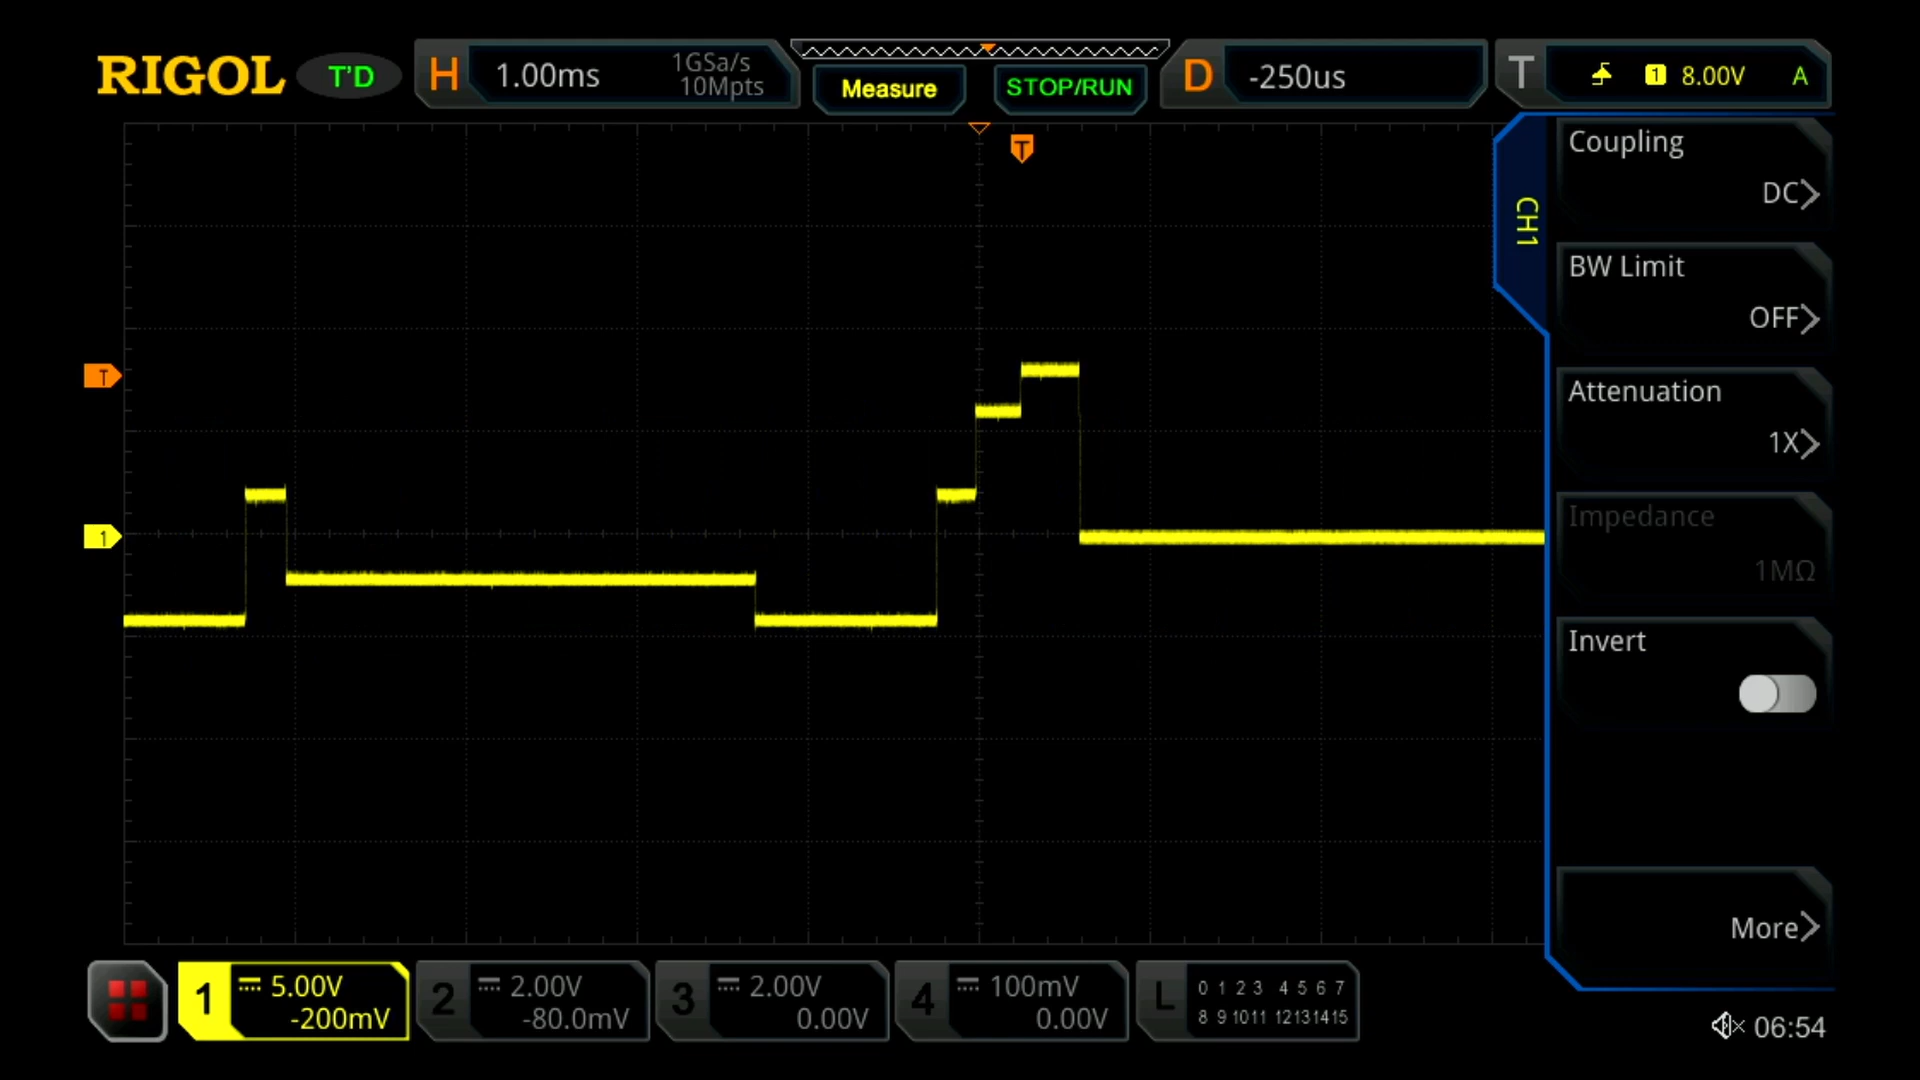 RIGOL T'D H 1.00ms 1GSa/s 10Mpts Measure STOP/RUN D -250us T 1 8.00V A
T
Coupling
DC
CH1
BW Limit
OFF
T
Attenuation
1X
1
Impedance
1MΩ
Invert
More
1 5.00V -200mV
2 2.00V -80.0mV
3 2.00V 0.00V
4 100mV 0.00V
L 0 1 2 3 4 5 6 7
8 9 10 11 12 13 14 15
06:54